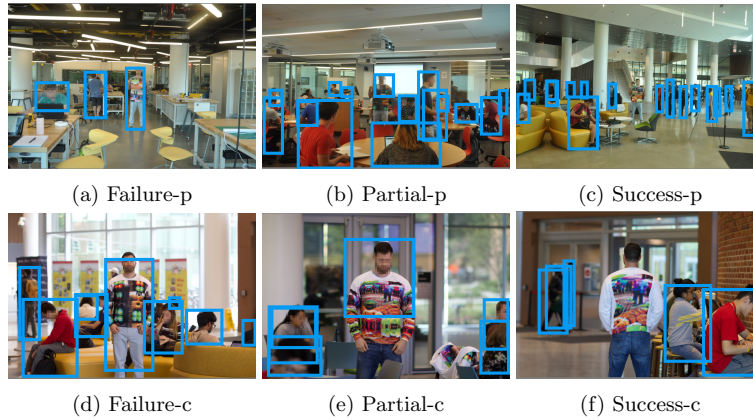 (a) Failure-p
(b) Partial-p
(c) Success-p
(d) Failure-c
(e) Partial-c
(f) Success-c